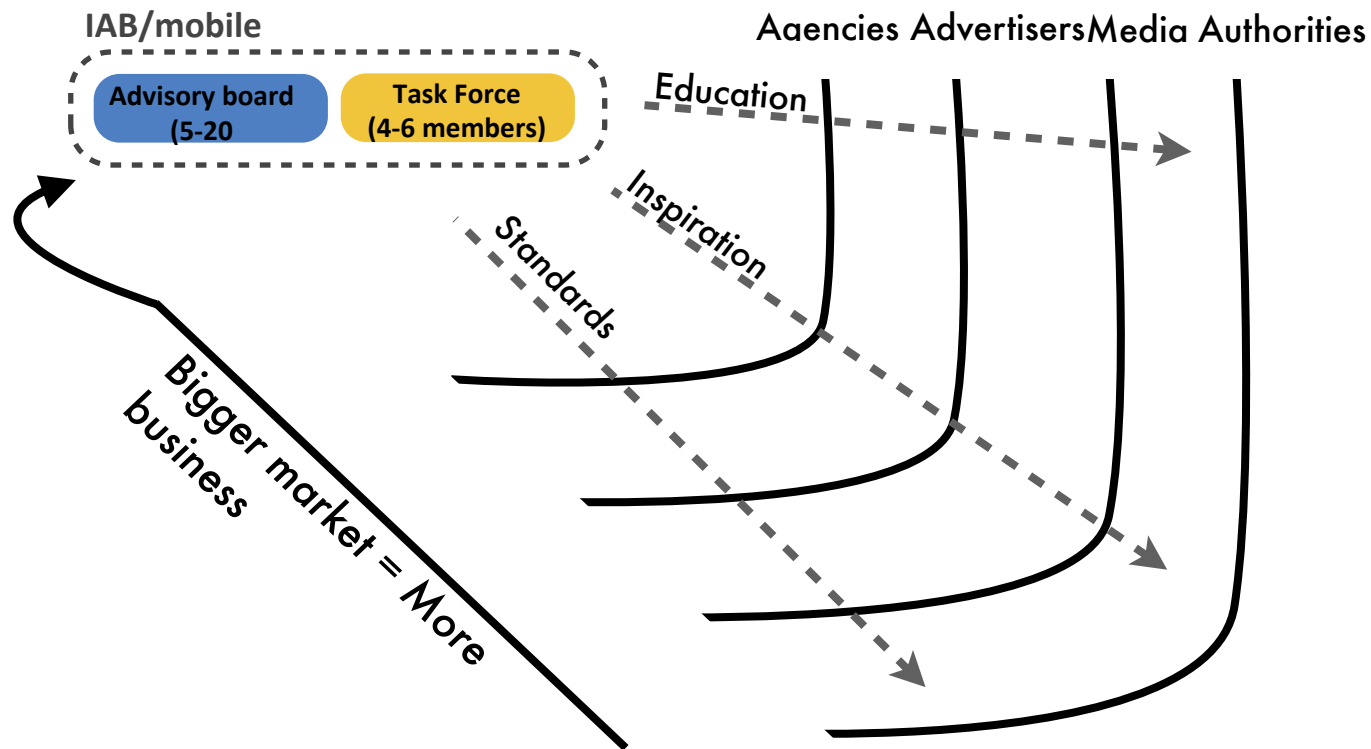 IAB/mobile
Agencies Advertisers Media Authorities
Advisory board
(5-20
Task Force
(4-6 members)
Education
Inspiration
Standards
Bigger market = More
business